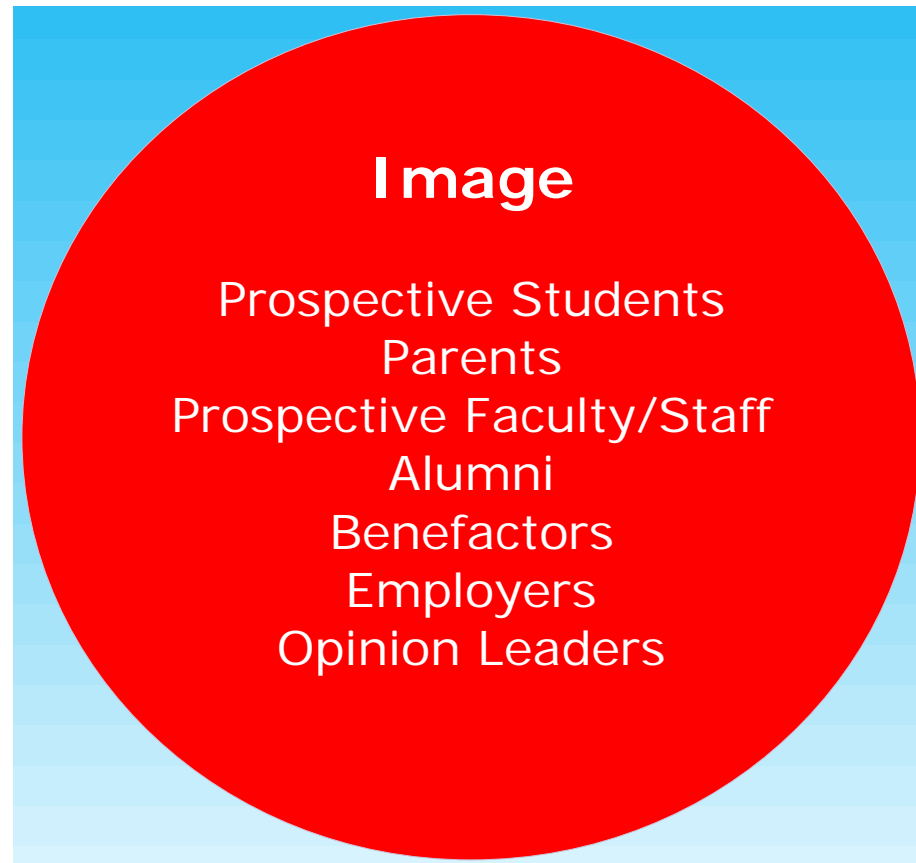 Image
Prospective Students
Parents
Prospective Faculty/Staff
Alumni
Benefactors
Employers
Opinion Leaders